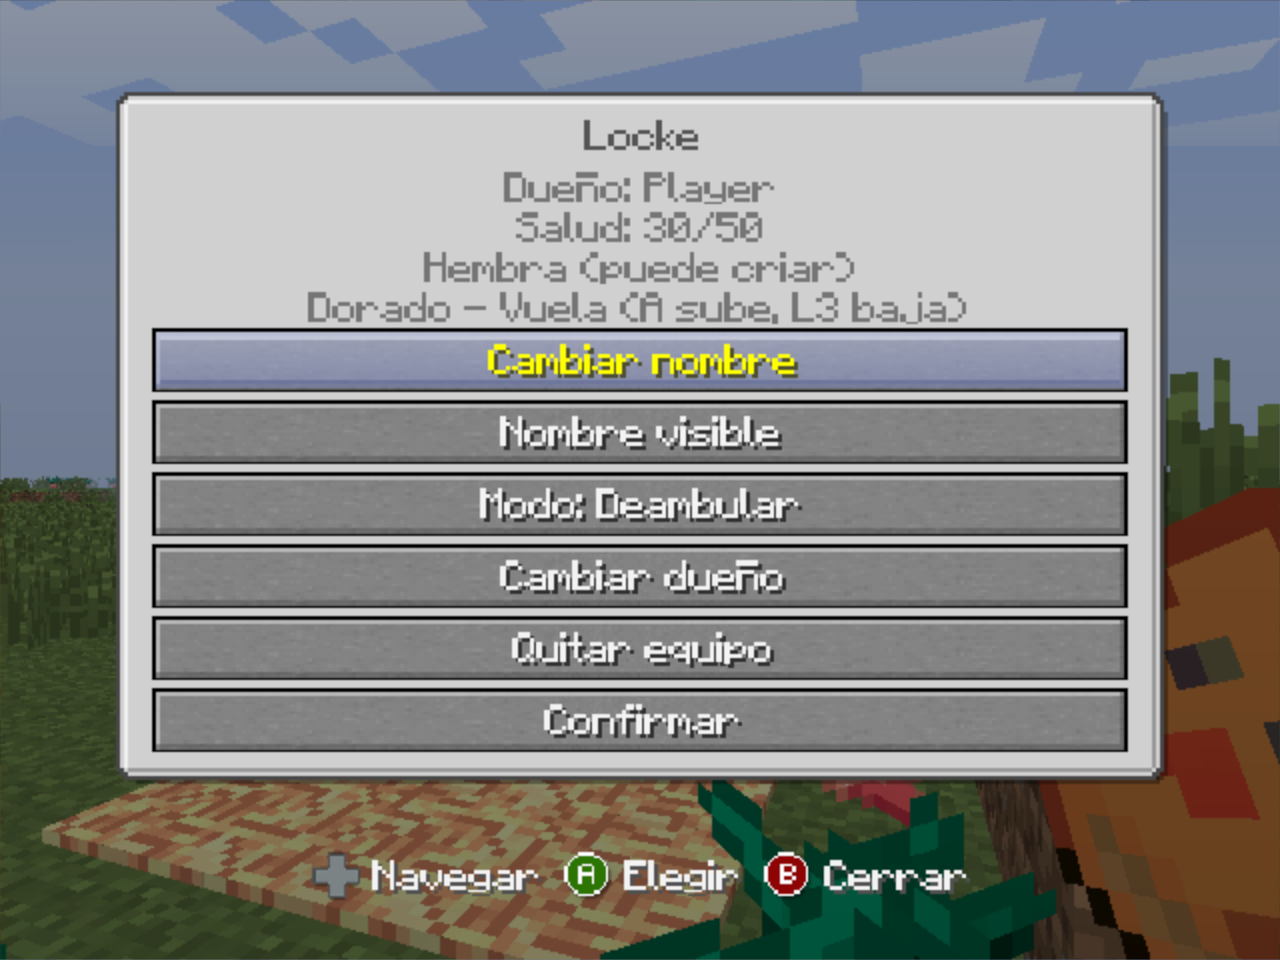 Locke
Dueño: Player
Salud: 30/50
Hembra (puede criar)
Dorado - Vuela (A sube, L3 baja)
Cambiar nombre
Nombre visible
Modo: Deambular
Cambiar dueño
Quitar equipo
Confirmar
Navegar A Elegir B Cerrar